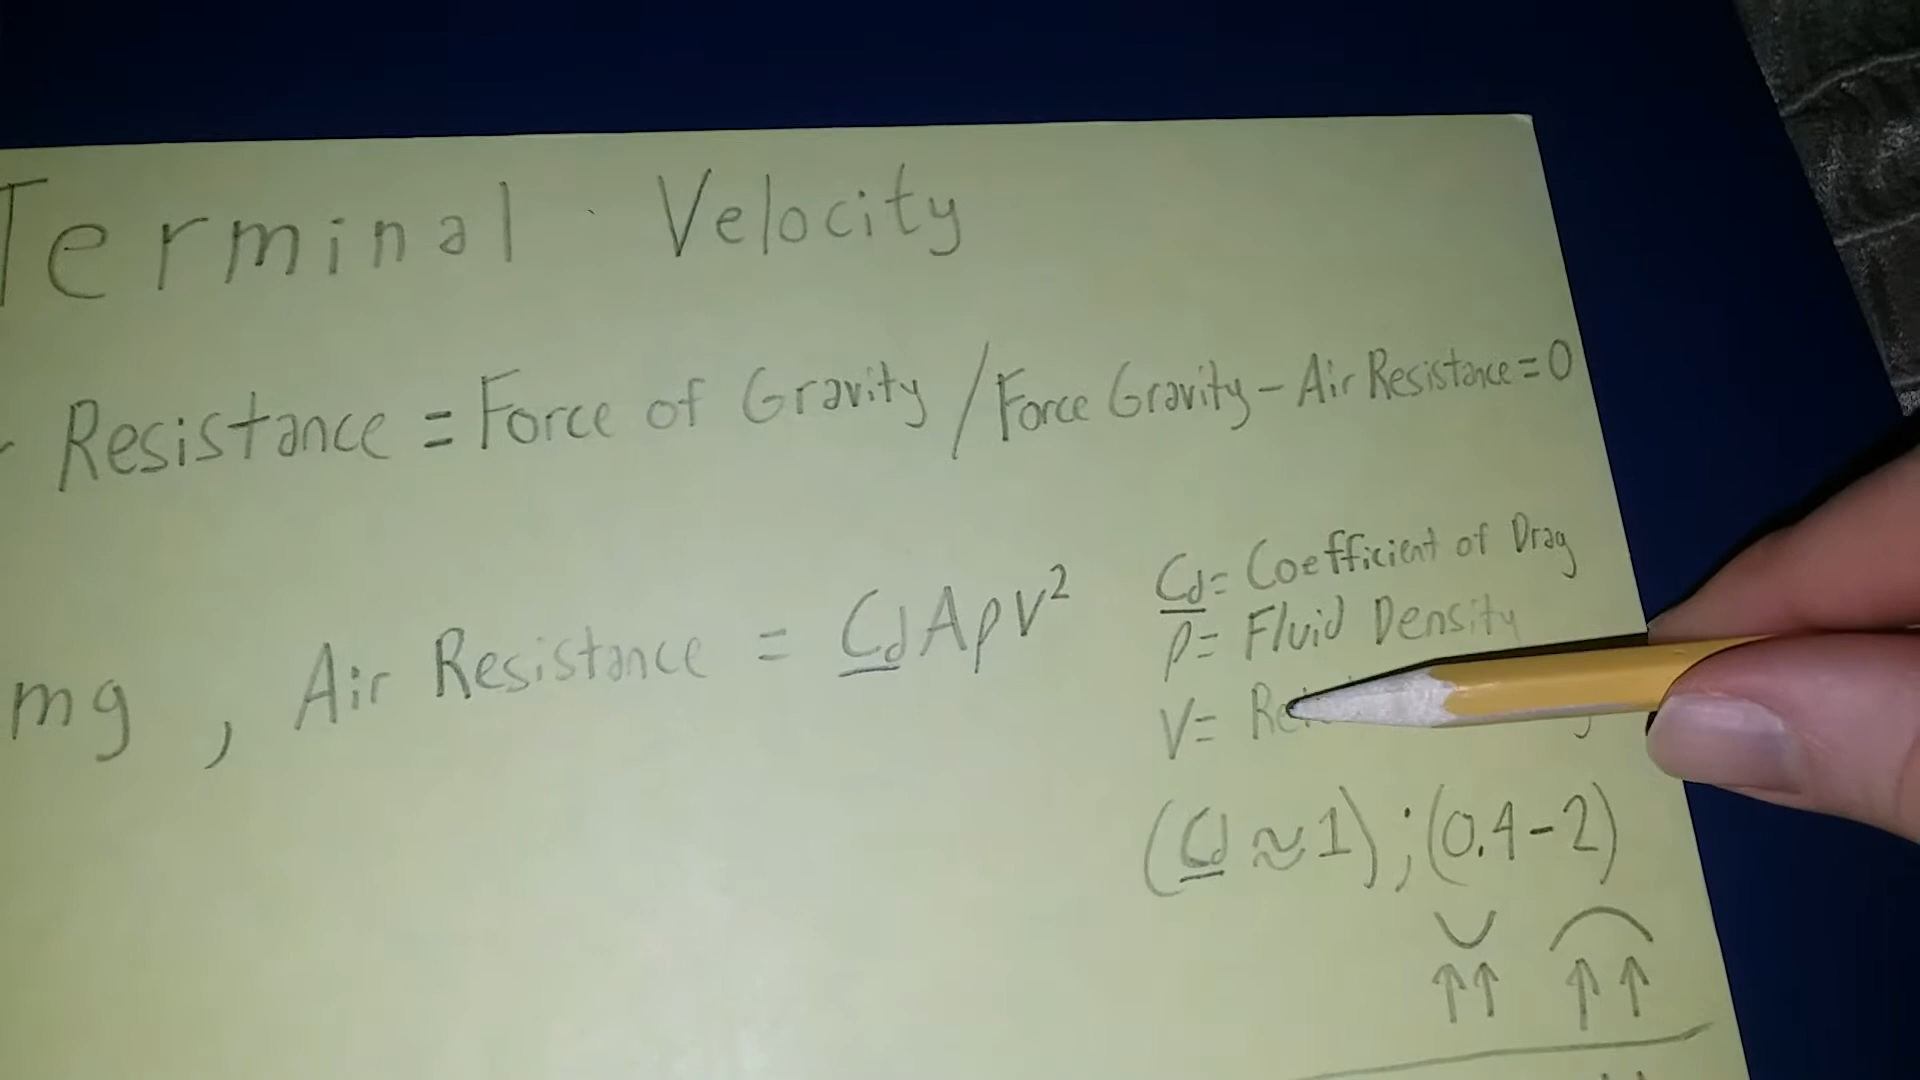 Terminal Velocity
Resistance = Force of Gravity / Force Gravity - Air Resistance = 0
mg , Air Resistance = CdAρv²
Cd = Coefficient of Drag
ρ = Fluid Density
V =
(Cd ≈ 1) ; (0.4 - 2)